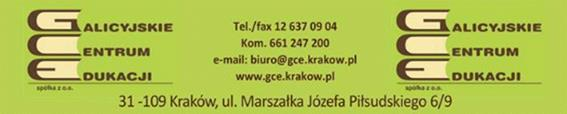 GALICYJSKIE
CENTRUM
EDUKACJI
spółka z o.o.
Tel./fax 12 637 09 04
Kom. 661 247 200
e-mail: biuro@gce.krakow.pl
www.gce.krakow.pl
GALICYJSKIE
CENTRUM
EDUKACJI
spółka z o.o.
31 -109 Kraków, ul. Marszałka Józefa Piłsudskiego 6/9